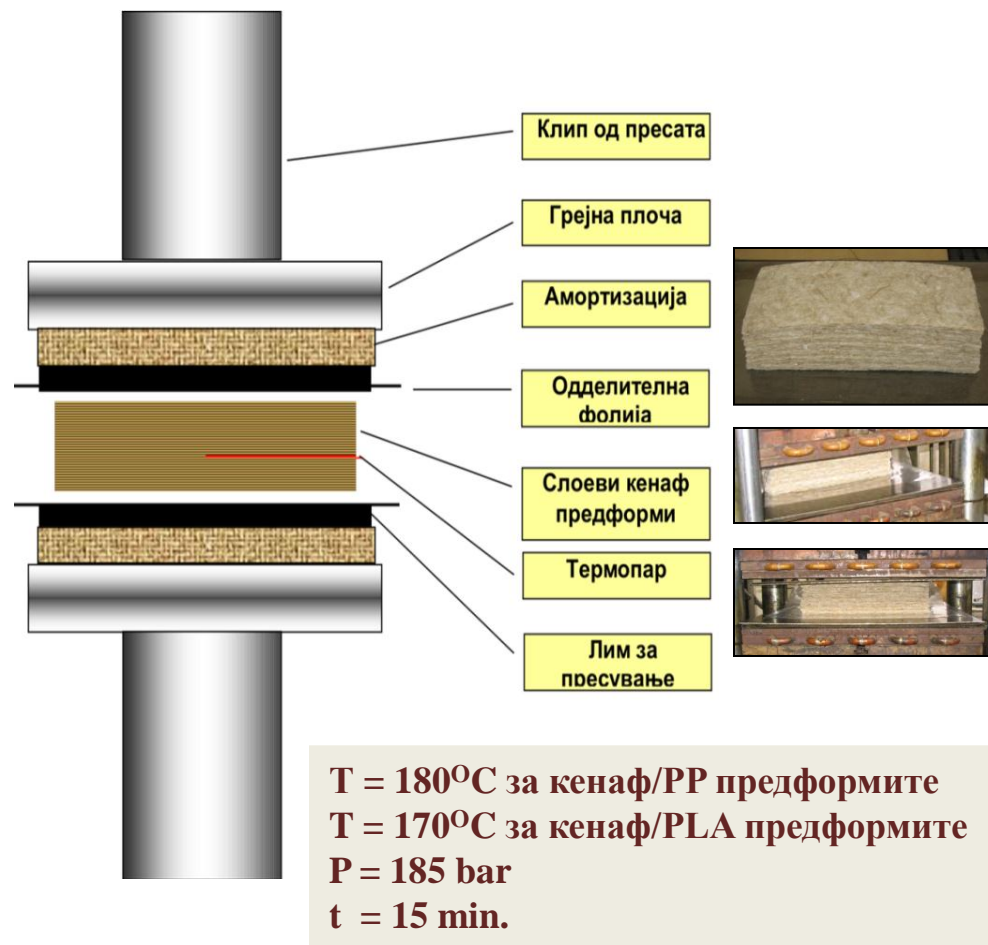 Клип од пресата
Грејна плоча
Амортизација
Одделителна
фолија
Слоеви кенаф
предформи
Термопар
Лим за
пресување
T = 180ᴼC за кенаф/PP предформите
T = 170ᴼC за кенаф/PLA предформите
P = 185 bar
t = 15 min.